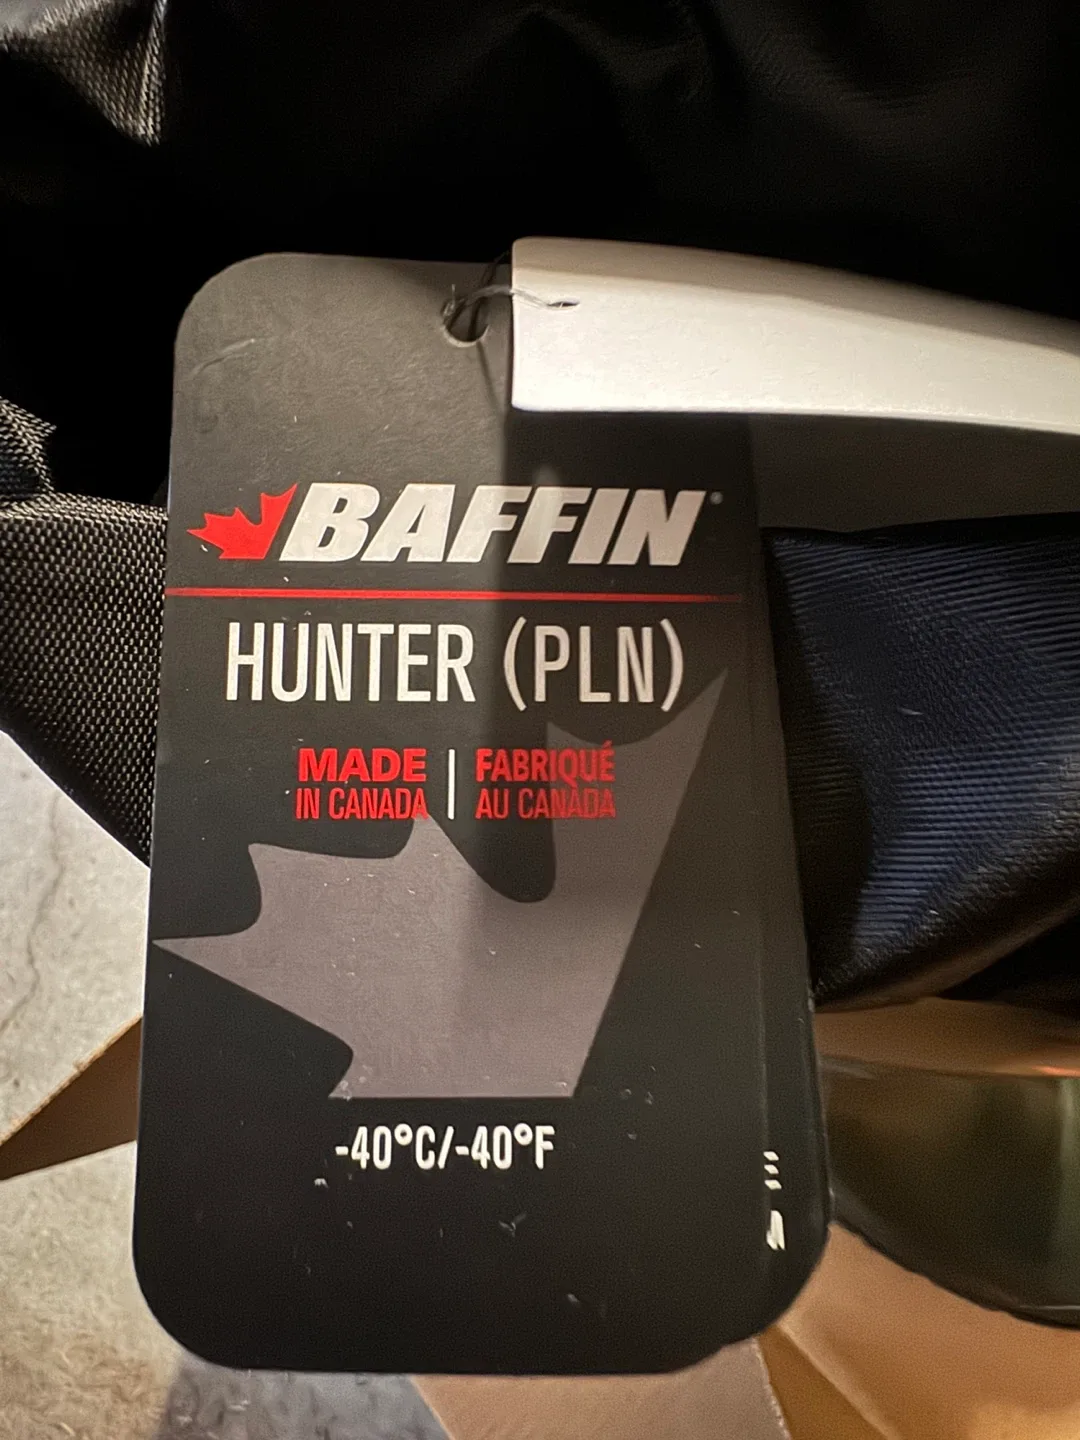 BAFFIN®
HUNTER (PLN)
MADE
IN CANADA
FABRIQUÉ
AU CANADA
-40°C/-40°F